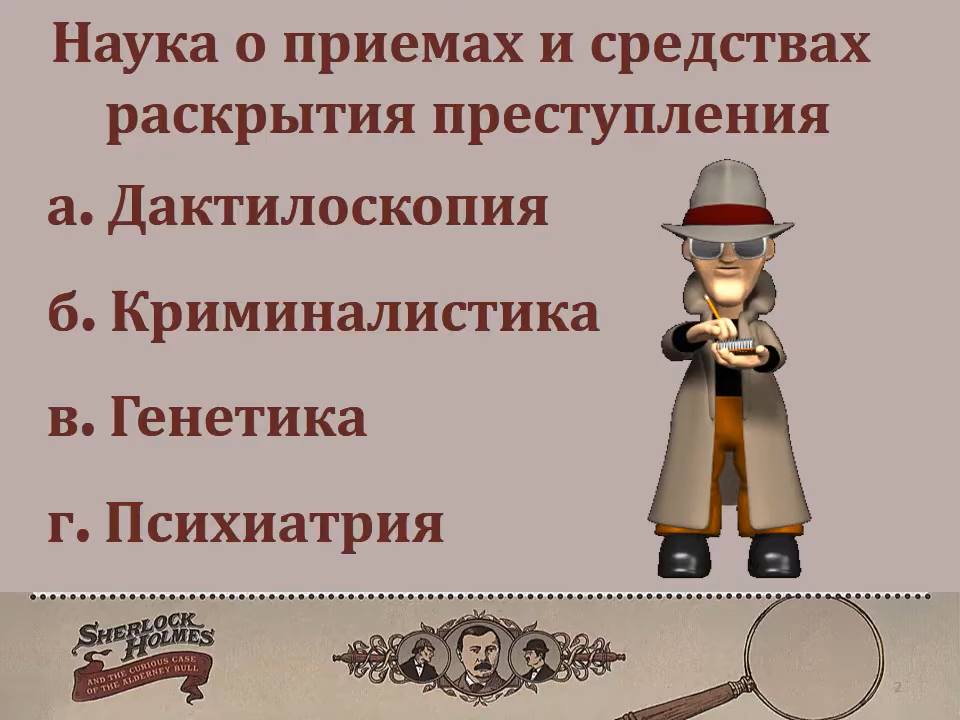 Наука о приемах и средствах
раскрытия преступления
а. Дактилоскопия
б. Криминалистика
в. Генетика
г. Психиатрия
SHERLOCK
HOLMES
AND THE CURIOUS CASE
OF THE ALDERNEY BULL
2